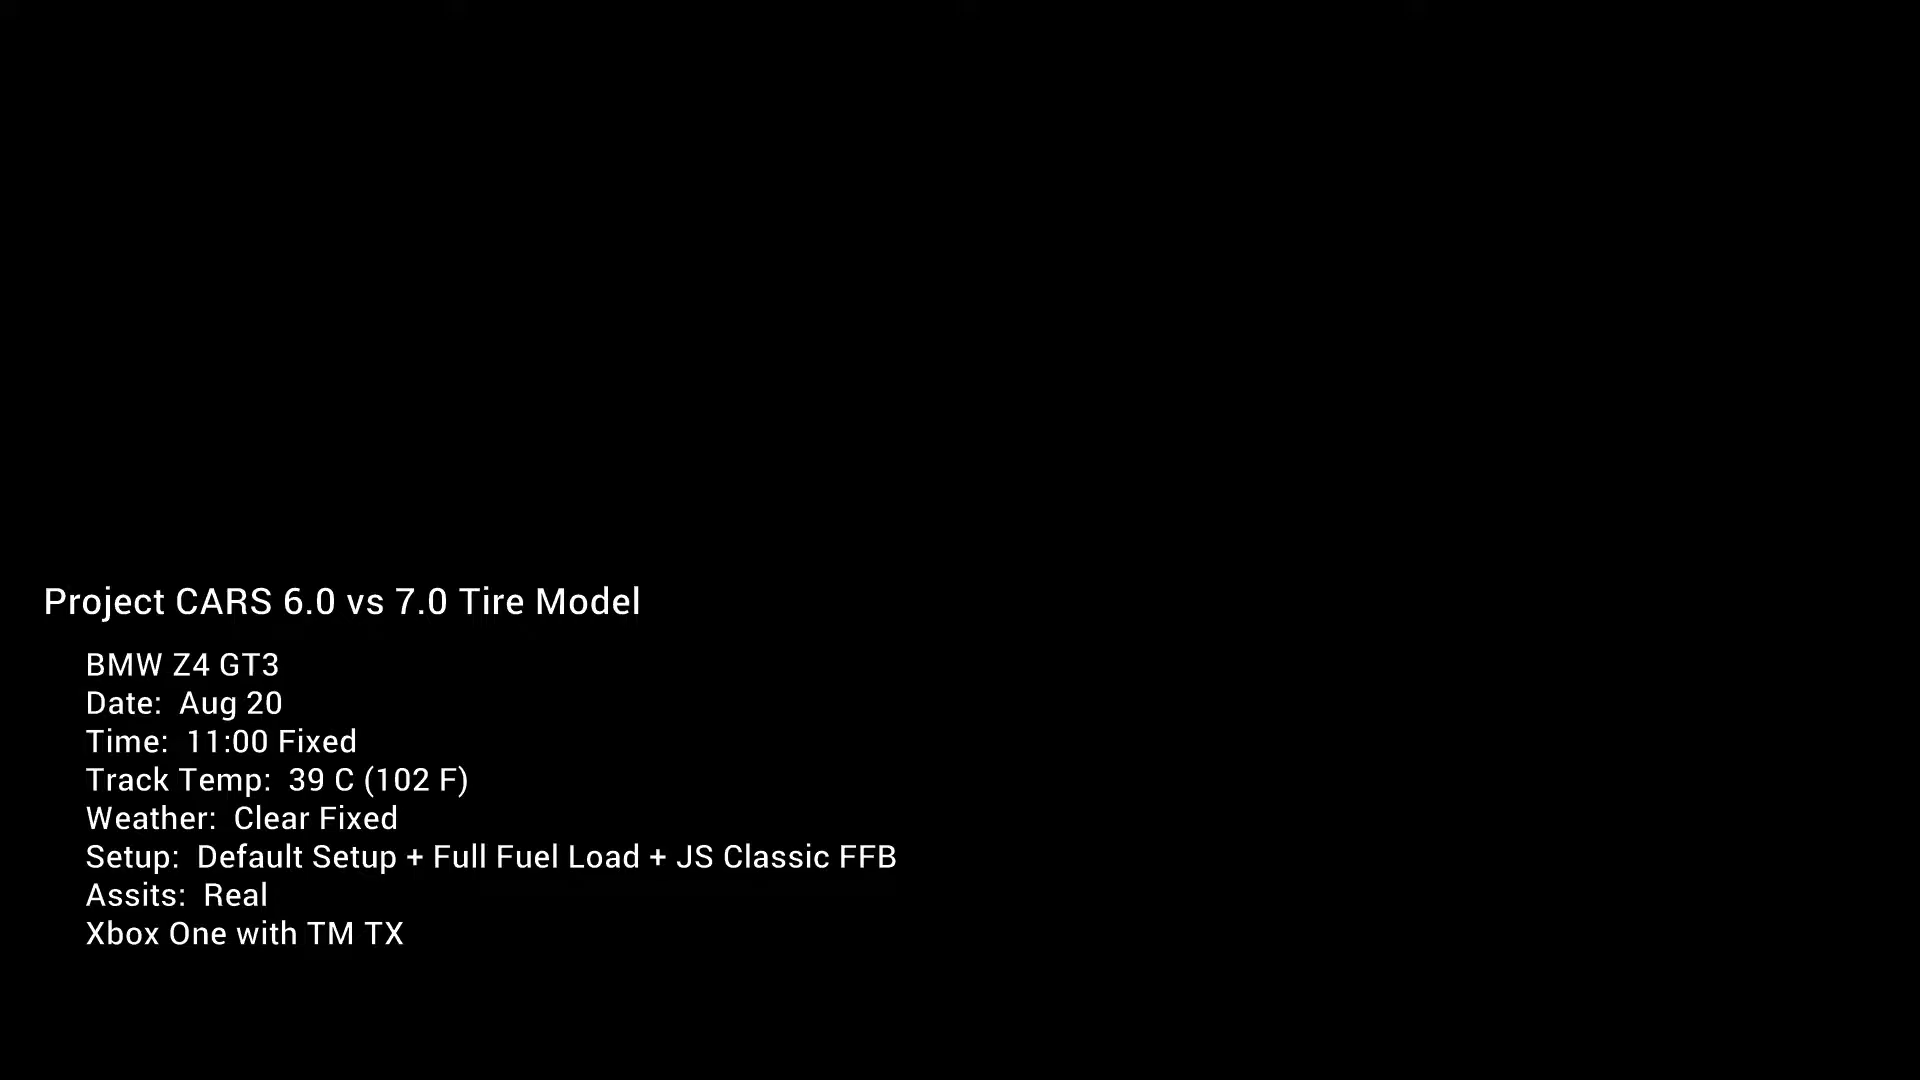 Project CARS 6.0 vs 7.0 Tire Model
BMW Z4 GT3
Date:  Aug 20
Time:  11:00 Fixed
Track Temp:  39 C (102 F)
Weather:  Clear Fixed
Setup:  Default Setup + Full Fuel Load + JS Classic FFB
Assits:  Real
Xbox One with TM TX